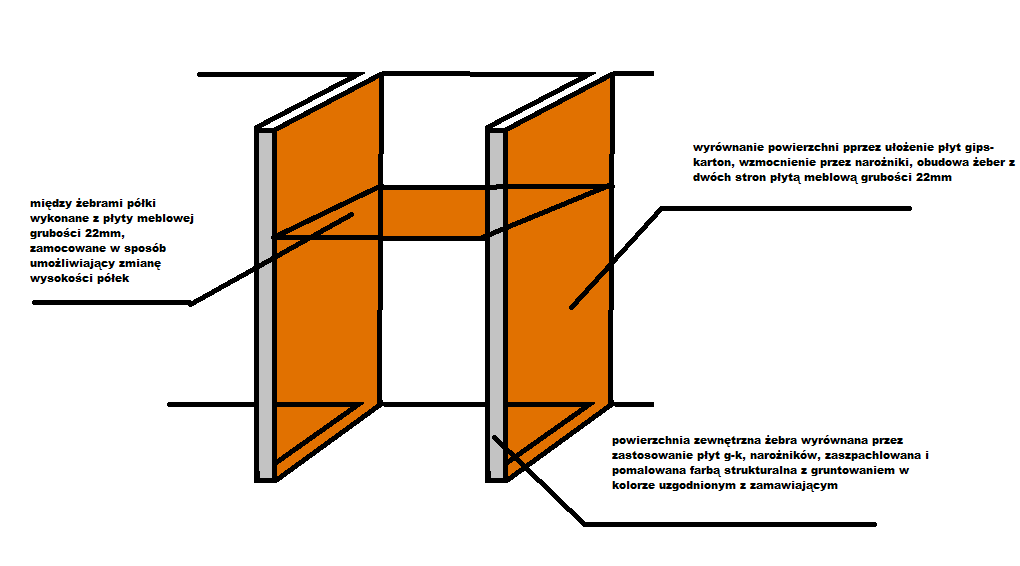 wyrównanie powierzchni pprzez ułożenie płyt gips-
karton, wzmocnienie przez narożniki, obudowa żeber z
dwóch stron płytą meblową grubości 22mm
między żebrami półki
wykonane z płyty meblowej
grubości 22mm,
zamocowane w sposób
umożliwiający zmianę
wysokości półek
powierzchnia zewnętrzna żebra wyrównana przez
zastosowanie płyt g-k, narożników, zaszpachlowana i
pomalowana farbą strukturalna z gruntowaniem w
kolorze uzgodnionym z zamawiającym